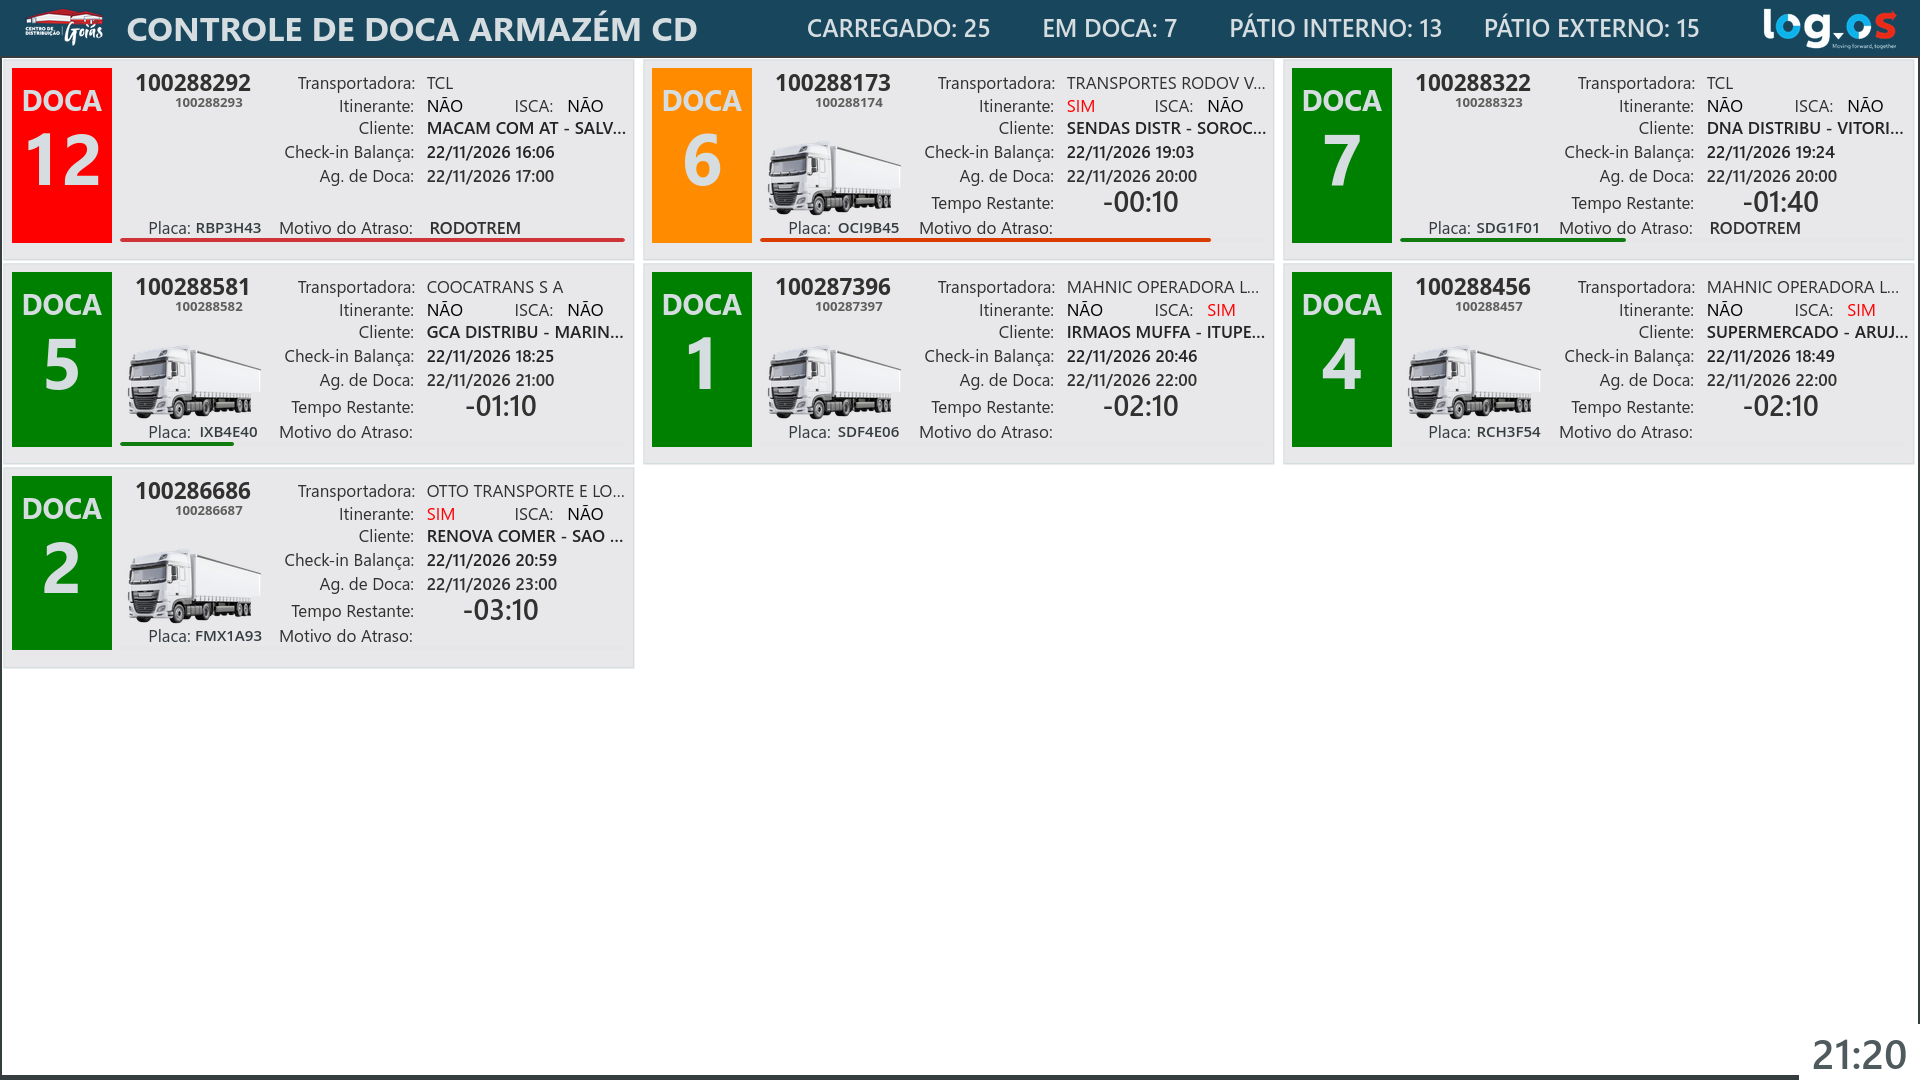 CENTRO DE DISTRIBUIÇÃO Goiás
CONTROLE DE DOCA ARMAZÉM CD
CARREGADO: 25
EM DOCA: 7
PÁTIO INTERNO: 13
PÁTIO EXTERNO: 15
log.os
Moving forward, together
DOCA
12
100288292
100288293
Transportadora: TCL
Itinerante: NÃO ISCA: NÃO
Cliente: MACAM COM AT - SALV...
Check-in Balança: 22/11/2026 16:06
Ag. de Doca: 22/11/2026 17:00
Placa: RBP3H43 Motivo do Atraso: RODOTREM
DOCA
6
100288173
100288174
Transportadora: TRANSPORTES RODOV V...
Itinerante: SIM ISCA: NÃO
Cliente: SENDAS DISTR - SOROC...
Check-in Balança: 22/11/2026 19:03
Ag. de Doca: 22/11/2026 20:00
Tempo Restante: -00:10
Placa: OCI9B45 Motivo do Atraso:
DOCA
7
100288322
100288323
Transportadora: TCL
Itinerante: NÃO ISCA: NÃO
Cliente: DNA DISTRIBU - VITORI...
Check-in Balança: 22/11/2026 19:24
Ag. de Doca: 22/11/2026 20:00
Tempo Restante: -01:40
Placa: SDG1F01 Motivo do Atraso: RODOTREM
DOCA
5
100288581
100288582
Transportadora: COOCATRANS S A
Itinerante: NÃO ISCA: NÃO
Cliente: GCA DISTRIBU - MARIN...
Check-in Balança: 22/11/2026 18:25
Ag. de Doca: 22/11/2026 21:00
Tempo Restante: -01:10
Placa: IXB4E40 Motivo do Atraso:
DOCA
1
100287396
100287397
Transportadora: MAHNIC OPERADORA L...
Itinerante: NÃO ISCA: SIM
Cliente: IRMAOS MUFFA - ITUPE...
Check-in Balança: 22/11/2026 20:46
Ag. de Doca: 22/11/2026 22:00
Tempo Restante: -02:10
Placa: SDF4E06 Motivo do Atraso:
DOCA
4
100288456
100288457
Transportadora: MAHNIC OPERADORA L...
Itinerante: NÃO ISCA: SIM
Cliente: SUPERMERCADO - ARUJ...
Check-in Balança: 22/11/2026 18:49
Ag. de Doca: 22/11/2026 22:00
Tempo Restante: -02:10
Placa: RCH3F54 Motivo do Atraso:
DOCA
2
100286686
100286687
Transportadora: OTTO TRANSPORTE E LO...
Itinerante: SIM ISCA: NÃO
Cliente: RENOVA COMER - SAO ...
Check-in Balança: 22/11/2026 20:59
Ag. de Doca: 22/11/2026 23:00
Tempo Restante: -03:10
Placa: FMX1A93 Motivo do Atraso:
21:20